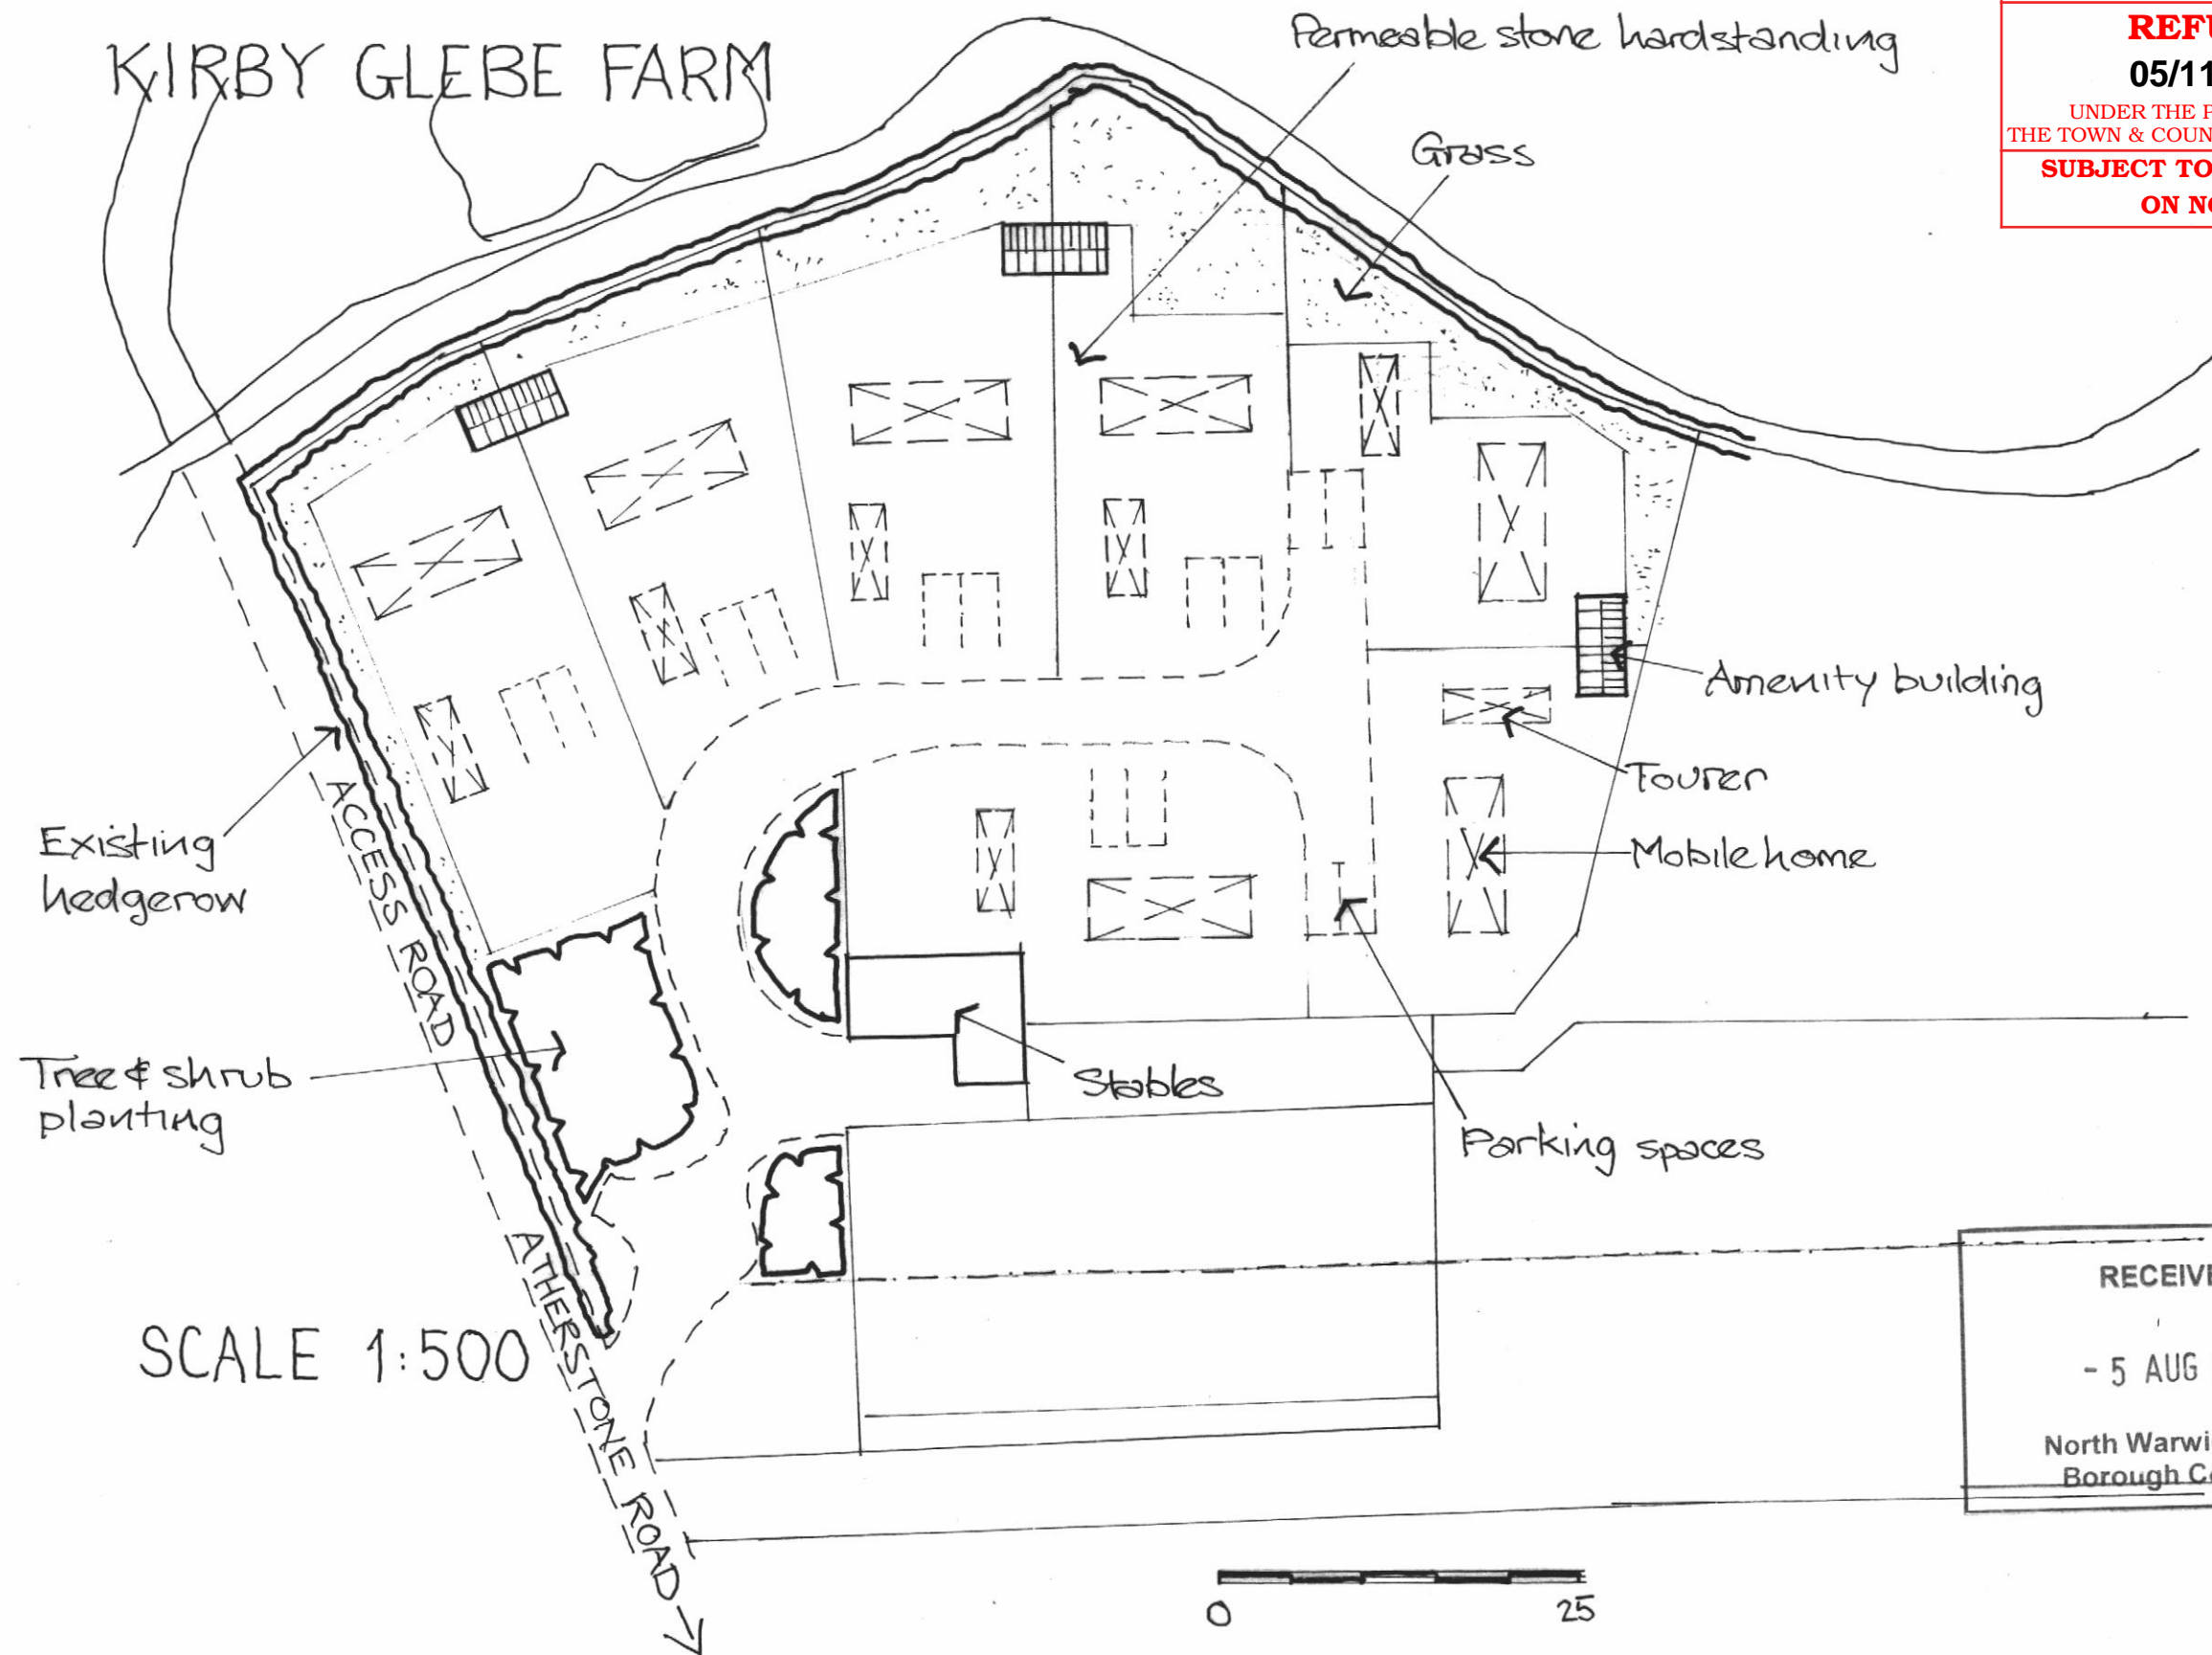 KIRBY GLEBE FARM
Permeable stone hardstanding
Grass
REFU
05/11
UNDER THE P
THE TOWN & COUN
SUBJECT TO
ON NO
Amenity building
Tourer
Mobile home
Existing
hedgerow
ACCESS ROAD
Tree & shrub
planting
Stables
Parking spaces
ATHERSTONE ROAD
SCALE 1:500
RECEIVE
- 5 AUG
North Warwi
Borough Co
0
25